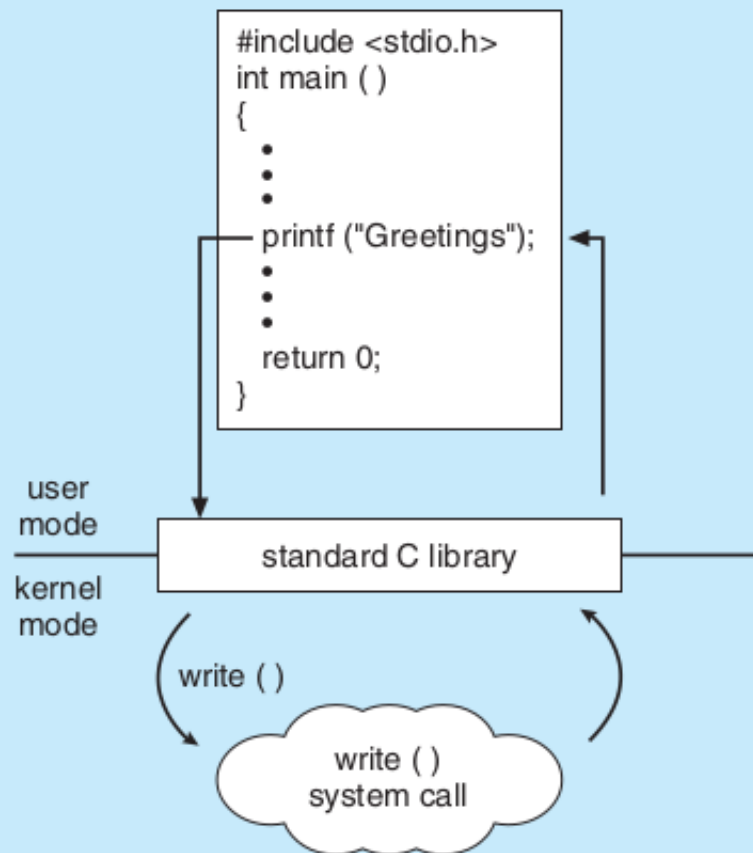 #include <stdio.h>
int main ( )
{
•
•
•
printf ("Greetings");
•
•
•
return 0;
}
user
mode
standard C library
kernel
mode
write ( )
write ( )
system call